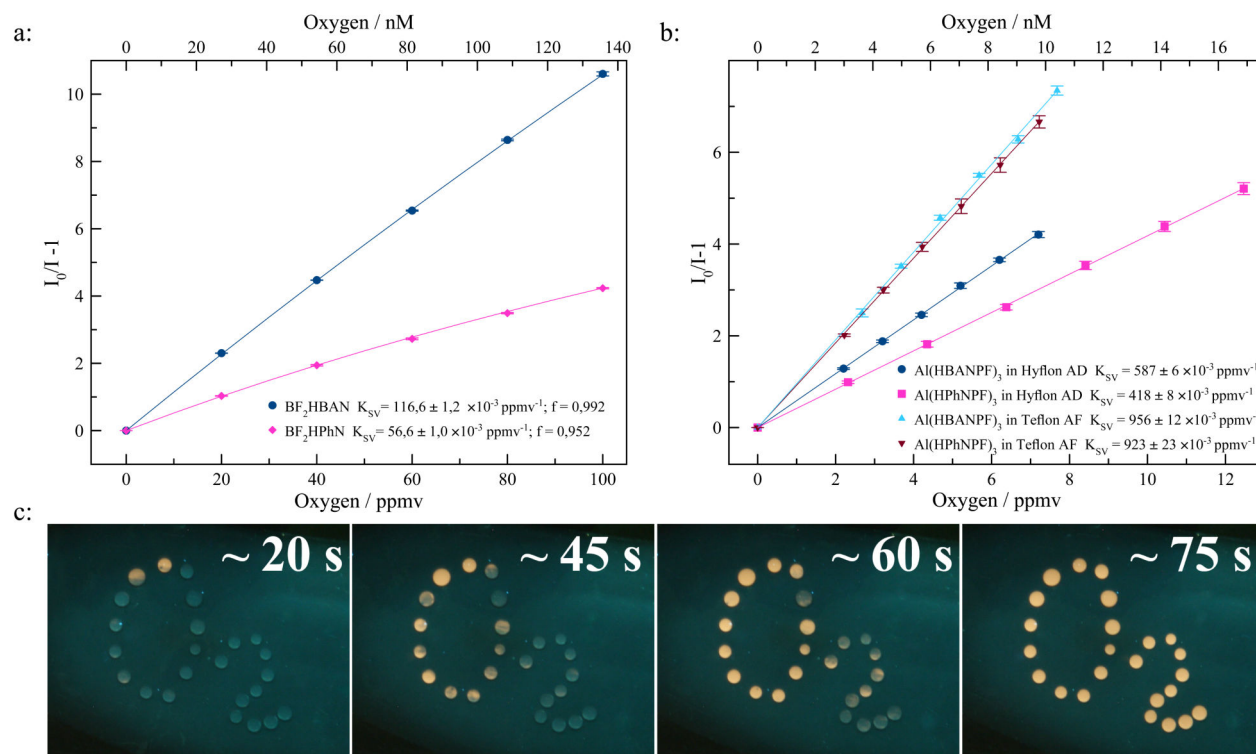 a:
Oxygen / nM
0 20 40 60 80 100 120 140
I₀/I -1
10
8
6
4
2
0
BF₂HBAN K_SV = 116,6 ± 1,2 ×10⁻³ ppmv⁻¹; f = 0,992
BF₂HPhN K_SV = 56,6 ± 1,0 ×10⁻³ ppmv⁻¹; f = 0,952
0 20 40 60 80 100
Oxygen / ppmv
b:
Oxygen / nM
0 2 4 6 8 10 12 14 16
I₀/I -1
6
4
2
0
Al(HBANPF)₃ in Hyflon AD K_SV = 587 ± 6 ×10⁻³ ppmv⁻¹
Al(HPhNPF)₃ in Hyflon AD K_SV = 418 ± 8 ×10⁻³ ppmv⁻¹
Al(HBANPF)₃ in Teflon AF K_SV = 956 ± 12 ×10⁻³ ppmv⁻¹
Al(HPhNPF)₃ in Teflon AF K_SV = 923 ± 23 ×10⁻³ ppmv⁻¹
0 2 4 6 8 10 12
Oxygen / ppmv
c:
~ 20 s
~ 45 s
~ 60 s
~ 75 s